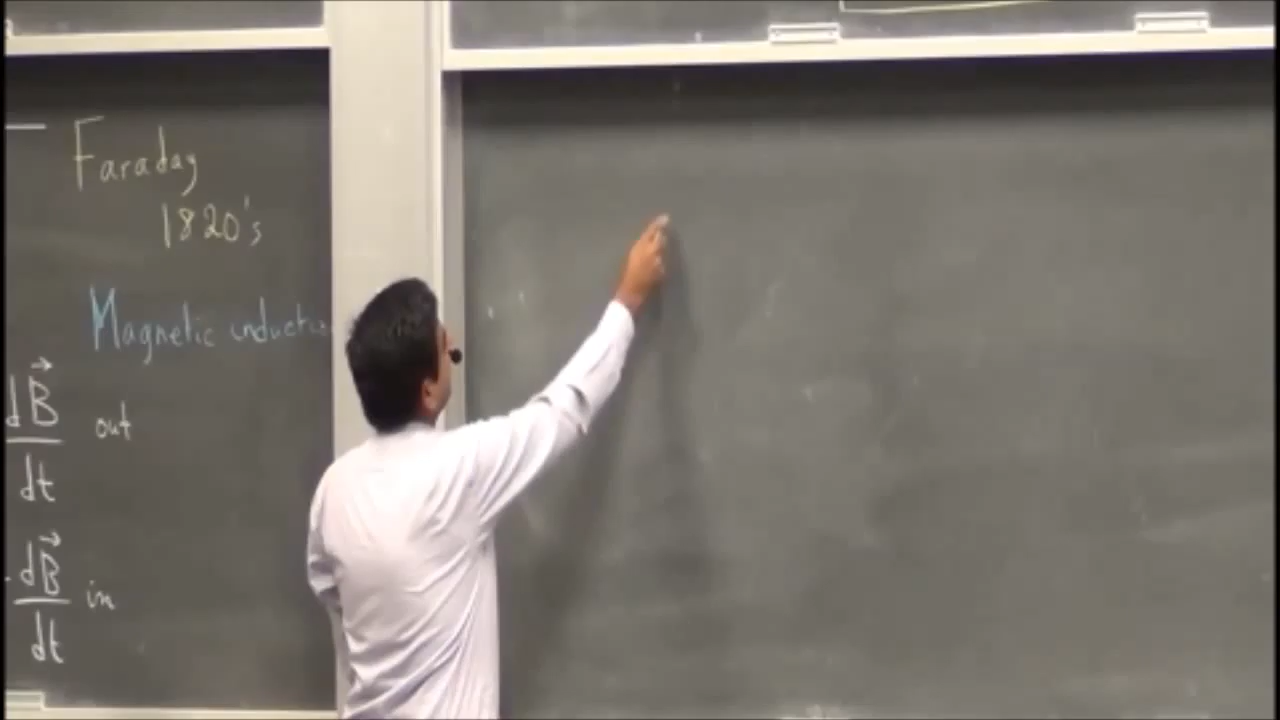 Faraday
1820's
Magnetic inductio
dB⃗/dt out
-dB⃗/dt in